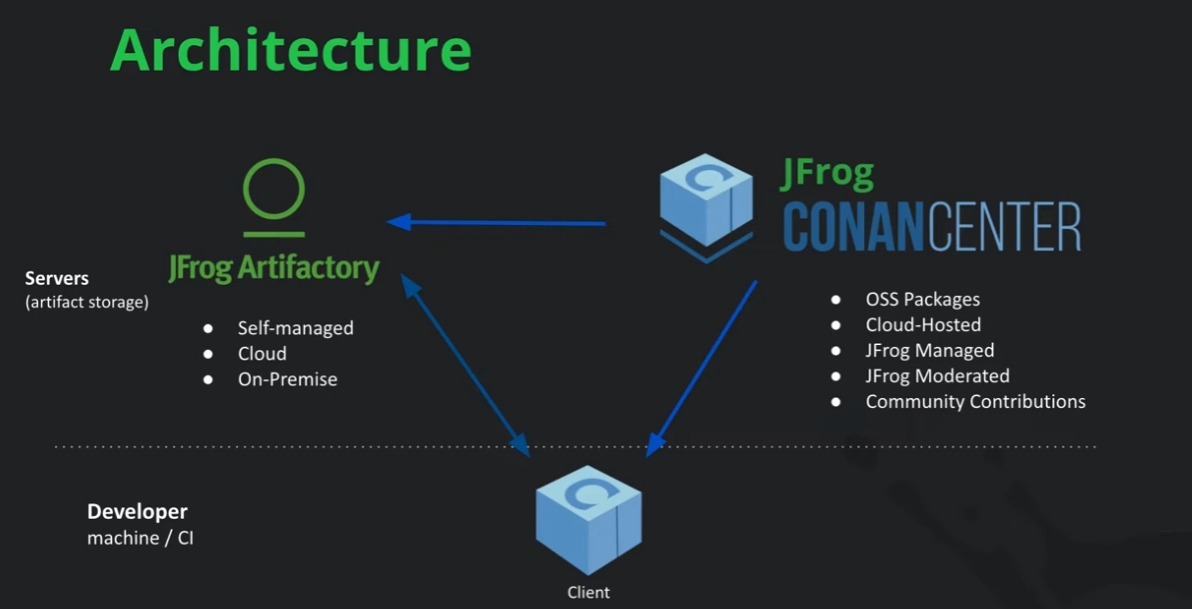 Architecture
JFrog Artifactory
Servers
(artifact storage)
● Self-managed
● Cloud
● On-Premise
JFrog
CONANCENTER
● OSS Packages
● Cloud-Hosted
● JFrog Managed
● JFrog Moderated
● Community Contributions
Developer
machine / CI
Client